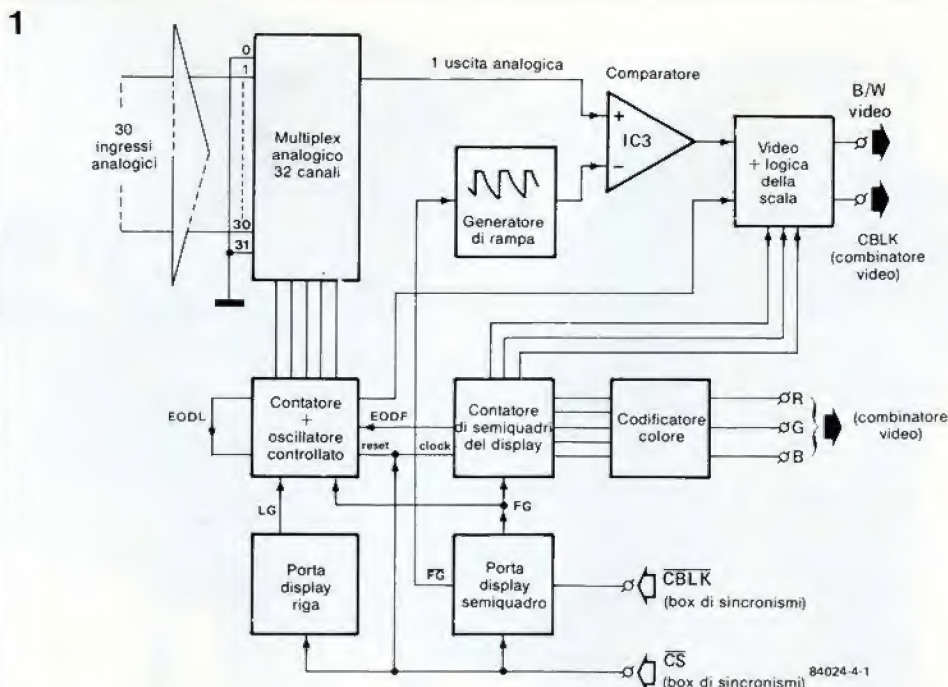 1
30
ingressi
analogici
0
1
30
31
Multiplex
analogico
32 canali
1 uscita analogica
Comparatore
+
IC3
−
Generatore
di rampa
Video
+ logica
della
scala
B/W
video
CBLK
(combinatore
video)
EODL
Contatore
+
oscillatore
controllato
EODF
reset
clock
Contatore
di semiquadri
del display
Codificatore
colore
R
G
B
(combinatore
video)
LG
FG
Porta
display
riga
F̅G̅
Porta
display
semiquadro
C̅B̅L̅K̅
(box di sincronismi)
C̅S̅
(box di sincronismi)
84024-4-1